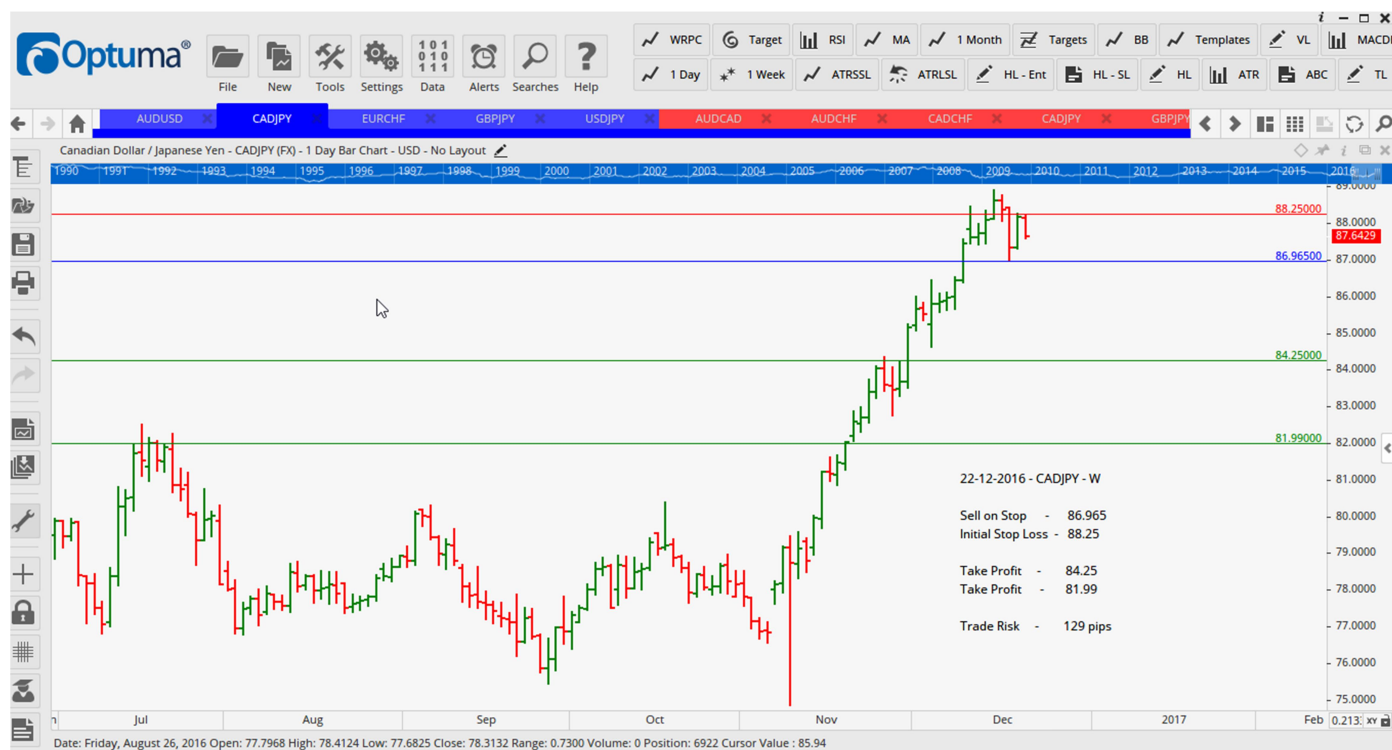 i
Optuma®
File New Tools Settings Data Alerts Searches Help
101
010
111
WRPC Target RSI MA 1 Month Targets BB Templates VL MACDI
1 Day 1 Week ATRSSL ATRLSL HL - Ent HL - SL HL ATR ABC TL
AUDUSD CADJPY EURCHF GBPJPY USDJPY AUDCAD AUDCHF CADCHF CADJPY GBPJPY
Canadian Dollar / Japanese Yen - CADJPY (FX) - 1 Day Bar Chart - USD - No Layout
1990 1991 1992 1993 1994 1995 1996 1997 1998 1999 2000 2001 2002 2003 2004 2005 2006 2007 2008 2009 2010 2011 2012 2013 2014 2015 2016
89.0000
88.25000
88.0000
87.6429
86.96500
87.0000
86.0000
85.0000
84.25000
84.0000
83.0000
81.99000
82.0000
81.0000
80.0000
79.0000
78.0000
77.0000
76.0000
75.0000
22-12-2016 - CADJPY - W
Sell on Stop - 86.965
Initial Stop Loss - 88.25
Take Profit - 84.25
Take Profit - 81.99
Trade Risk - 129 pips
Jul Aug Sep Oct Nov Dec 2017 Feb
XY
Date: Friday, August 26, 2016 Open: 77.7968 High: 78.4124 Low: 77.6825 Close: 78.3132 Range: 0.7300 Volume: 0 Position: 6922 Cursor Value : 85.94